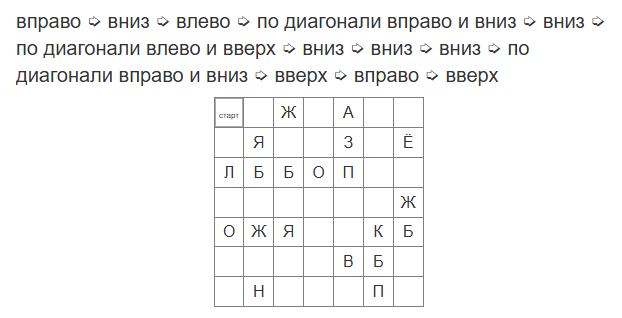 вправо ➭ вниз ➭ влево ➭ по диагонали вправо и вниз ➭ вниз ➭
по диагонали влево и вверх ➭ вниз ➭ вниз ➭ вниз ➭ по
диагонали вправо и вниз ➭ вверх ➭ вправо ➭ вверх
старт Ж А
Я З Ё
Л Б Б О П
Ж
О Ж Я К Б
В Б
Н П